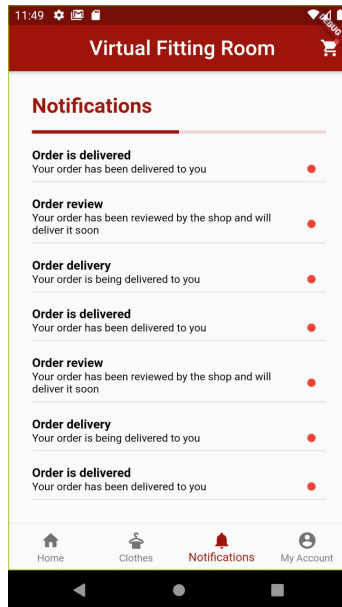 11:49
DEBUG
Virtual Fitting Room
Notifications
Order is delivered
Your order has been delivered to you
Order review
Your order has been reviewed by the shop and will
deliver it soon
Order delivery
Your order is being delivered to you
Order is delivered
Your order has been delivered to you
Order review
Your order has been reviewed by the shop and will
deliver it soon
Order delivery
Your order is being delivered to you
Order is delivered
Your order has been delivered to you
Home
Clothes
Notifications
My Account